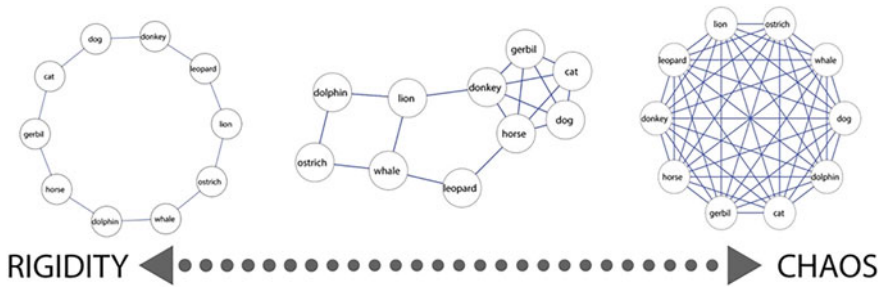 dog
donkey
cat
leopard
gerbil
lion
horse
ostrich
dolphin
whale
gerbil
cat
donkey
dolphin
lion
dog
horse
ostrich
whale
leopard
lion
ostrich
leopard
whale
donkey
dog
horse
dolphin
gerbil
cat
RIGIDITY
CHAOS